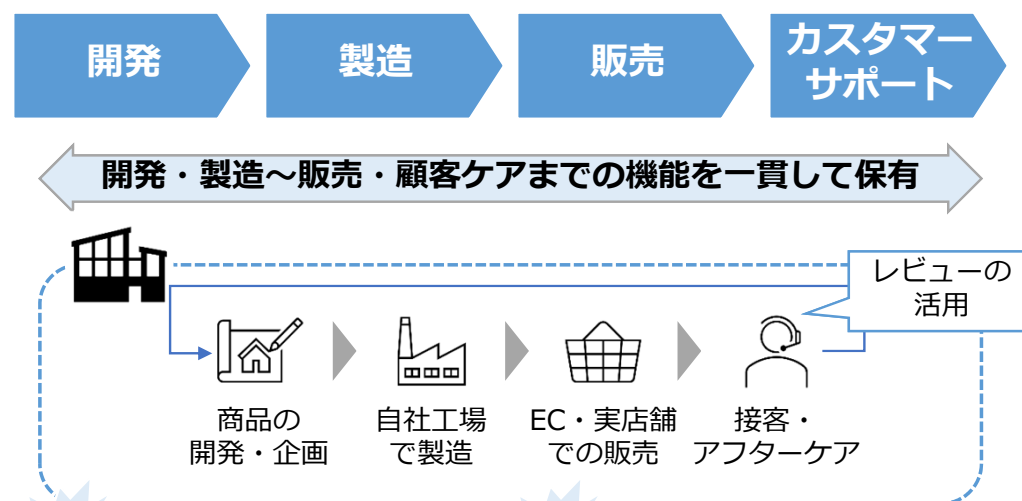 開発
製造
販売
カスタマー
サポート
開発・製造～販売・顧客ケアまでの機能を一貫して保有
レビューの
活用
商品の
開発・企画
自社工場
で製造
EC・実店舗
での販売
接客・
アフターケア